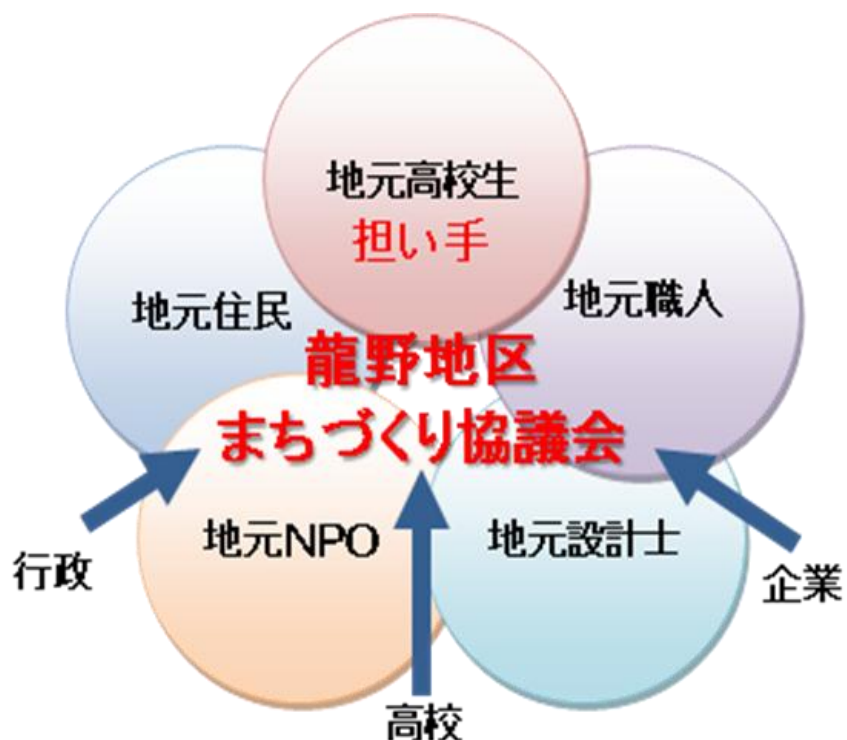 地元高校生
担い手
地元住民
地元職人
龍野地区
まちづくり協議会
地元NPO
地元設計士
行政
企業
高校